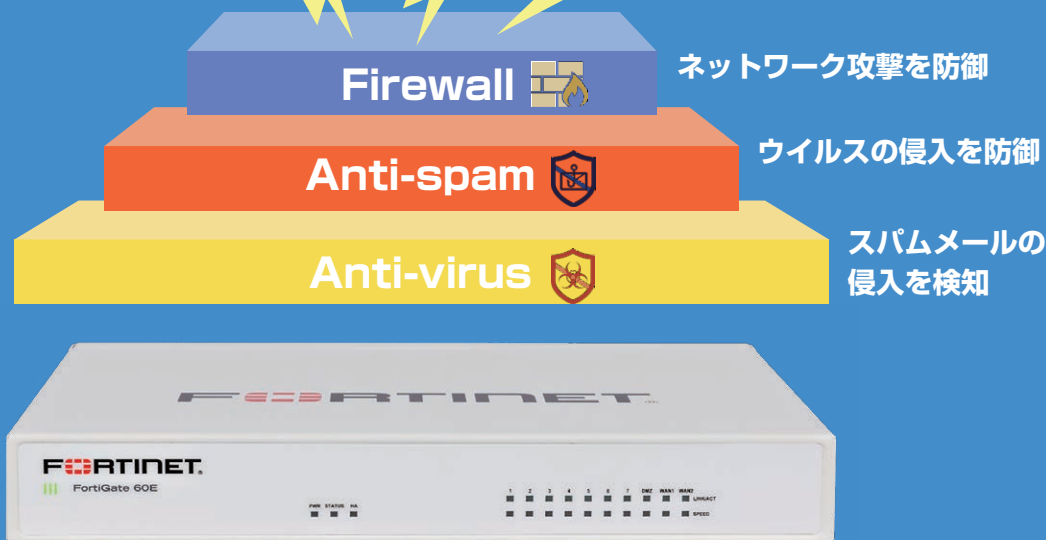 Firewall
ネットワーク攻撃を防御
Anti-spam
ウイルスの侵入を防御
Anti-virus
スパムメールの
侵入を検知
FORTINET
FORTINET.
FortiGate 60E
PWR STATUS HA
1 2 3 4 5 6 7 DMZ WAN1 WAN2
LINK/ACT
SPEED